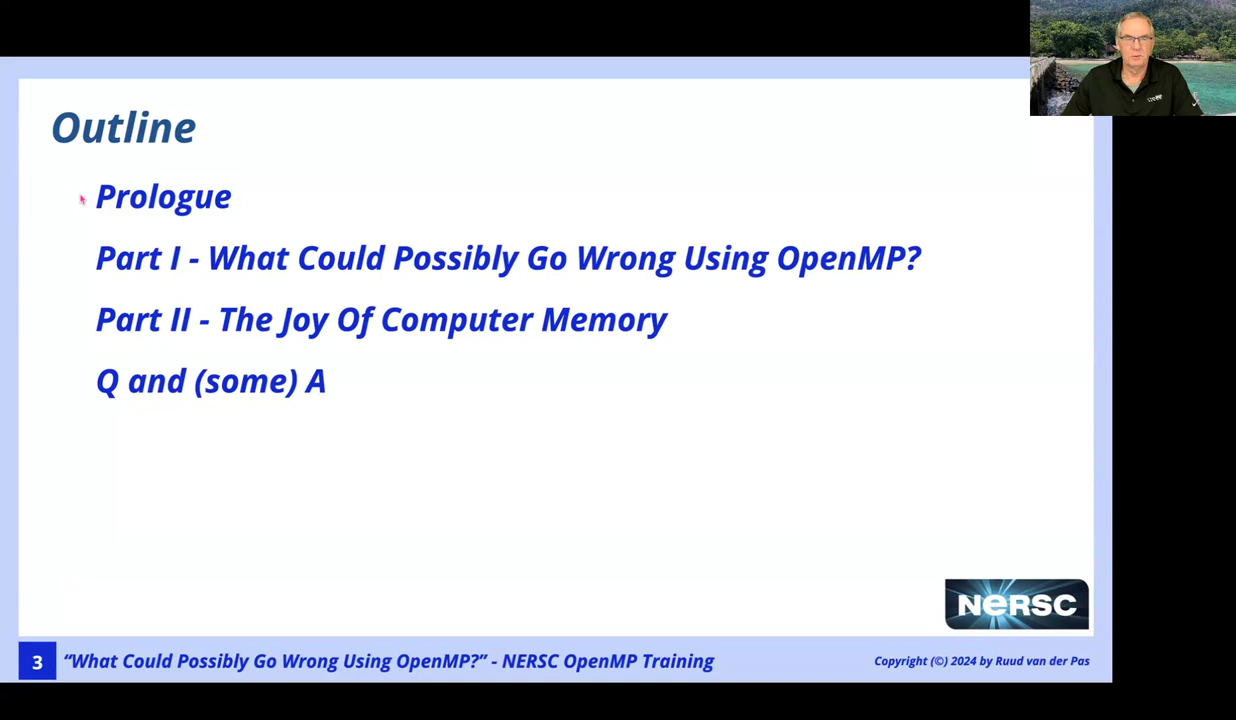 Outline
Prologue
Part I - What Could Possibly Go Wrong Using OpenMP?
Part II - The Joy Of Computer Memory
Q and (some) A
NERSC
3 “What Could Possibly Go Wrong Using OpenMP?” - NERSC OpenMP Training
Copyright (©) 2024 by Ruud van der Pas